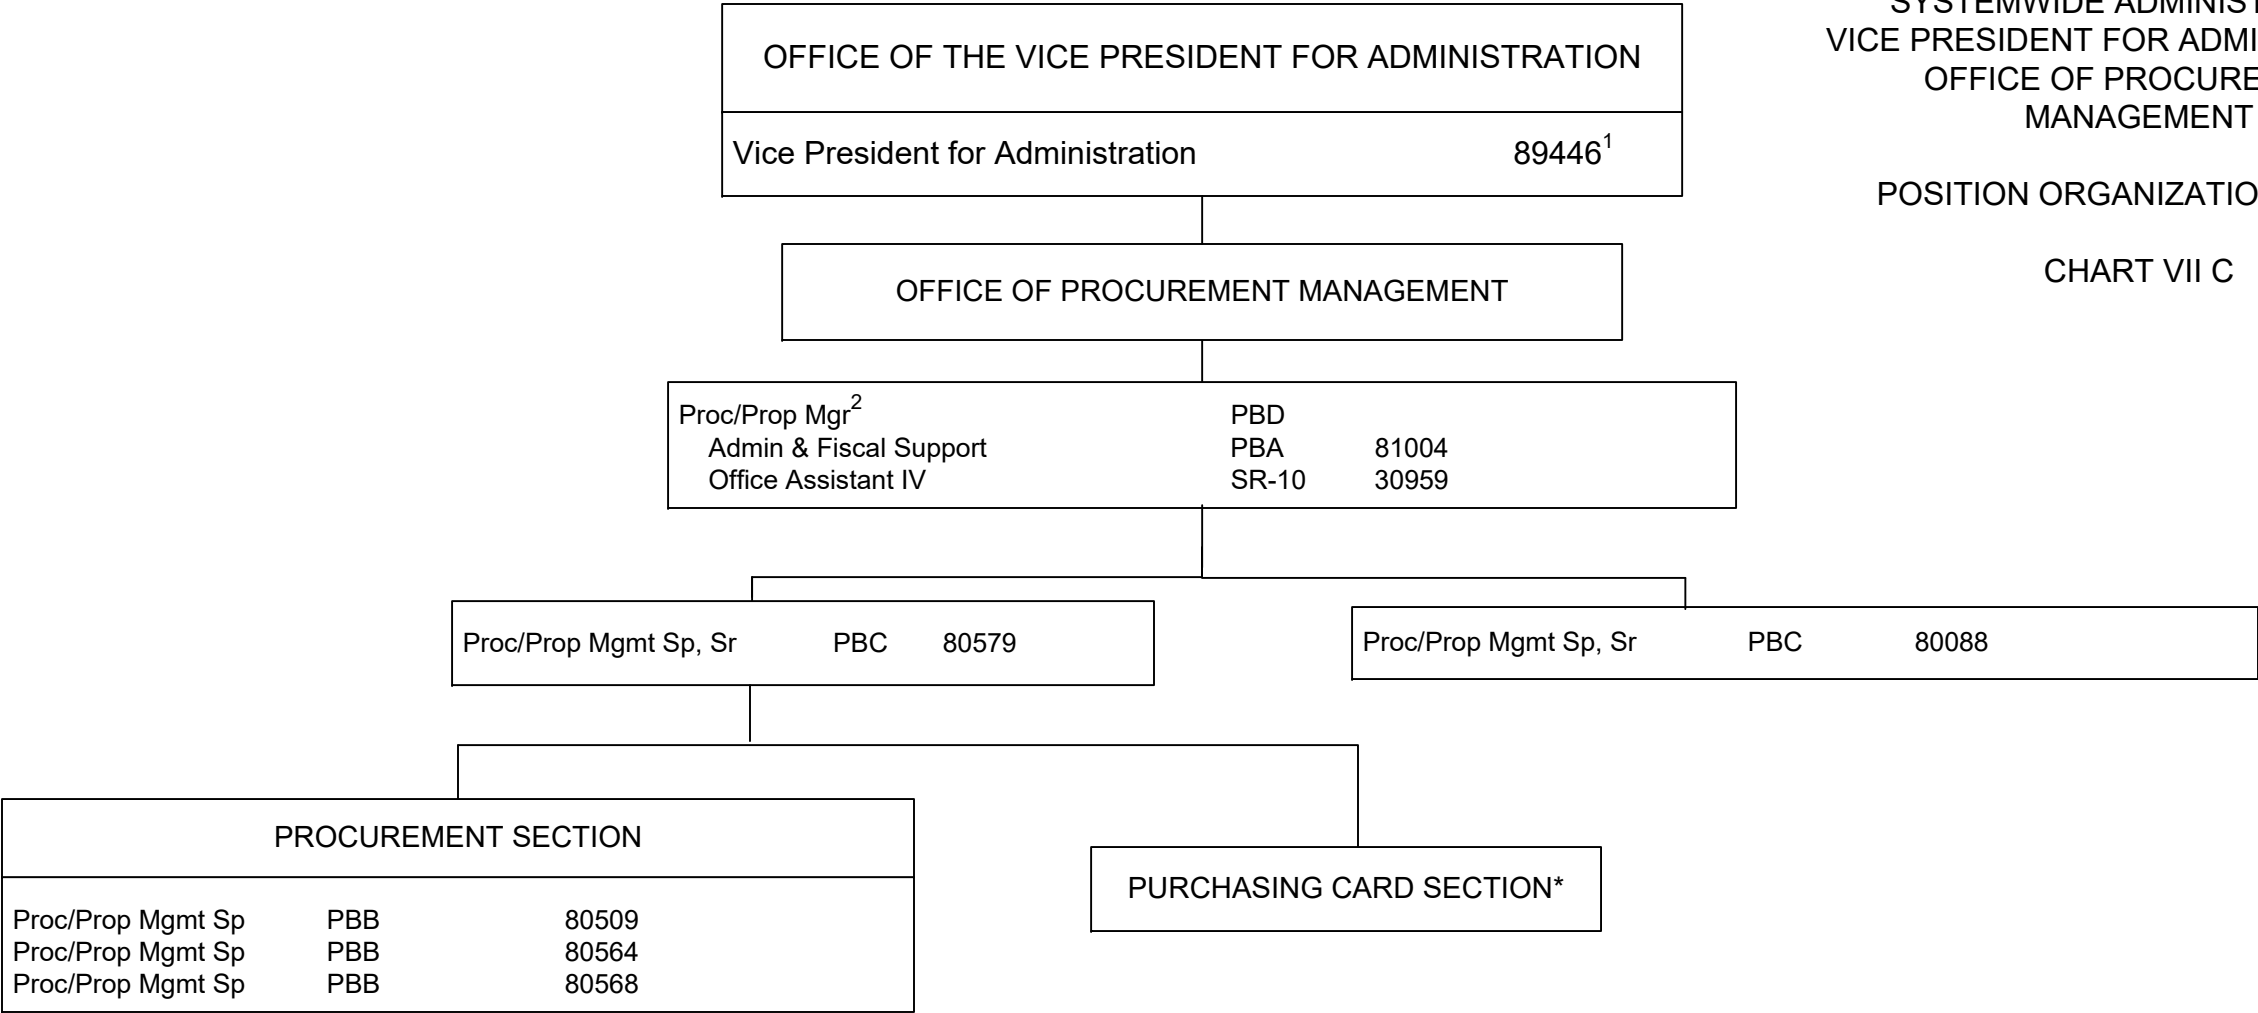 SYSTEMWIDE
VICE PRESIDENT FOR
OFFICE OF
MANAGEMENT
POSITION
CHART VII C
OFFICE OF THE VICE PRESIDENT FOR ADMINISTRATION
Vice President for Administration 89446¹
OFFICE OF PROCUREMENT MANAGEMENT
Proc/Prop Mgr² PBD
Admin & Fiscal Support PBA 81004
Office Assistant IV SR-10 30959
Proc/Prop Mgmt Sp, Sr PBC 80579
Proc/Prop Mgmt Sp, Sr PBC 80088
PROCUREMENT SECTION
Proc/Prop Mgmt Sp PBB 80509
Proc/Prop Mgmt Sp PBB 80564
Proc/Prop Mgmt Sp PBB 80568
PURCHASING CARD SECTION*